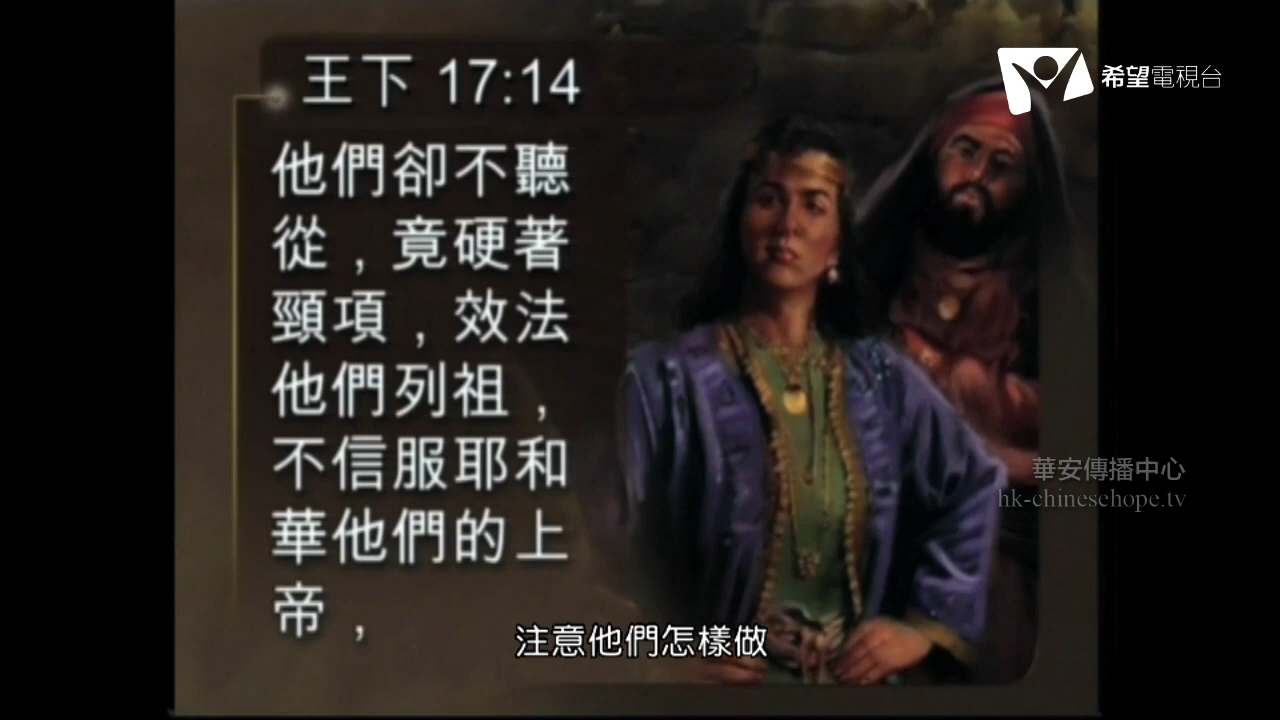 王下 17:14
他們卻不聽
從，竟硬著
頸項，效法
他們列祖，
不信服耶和
華他們的上
帝，
希望電視台
華安傳播中心
hk-chinesehope.tv
注意他們怎樣做